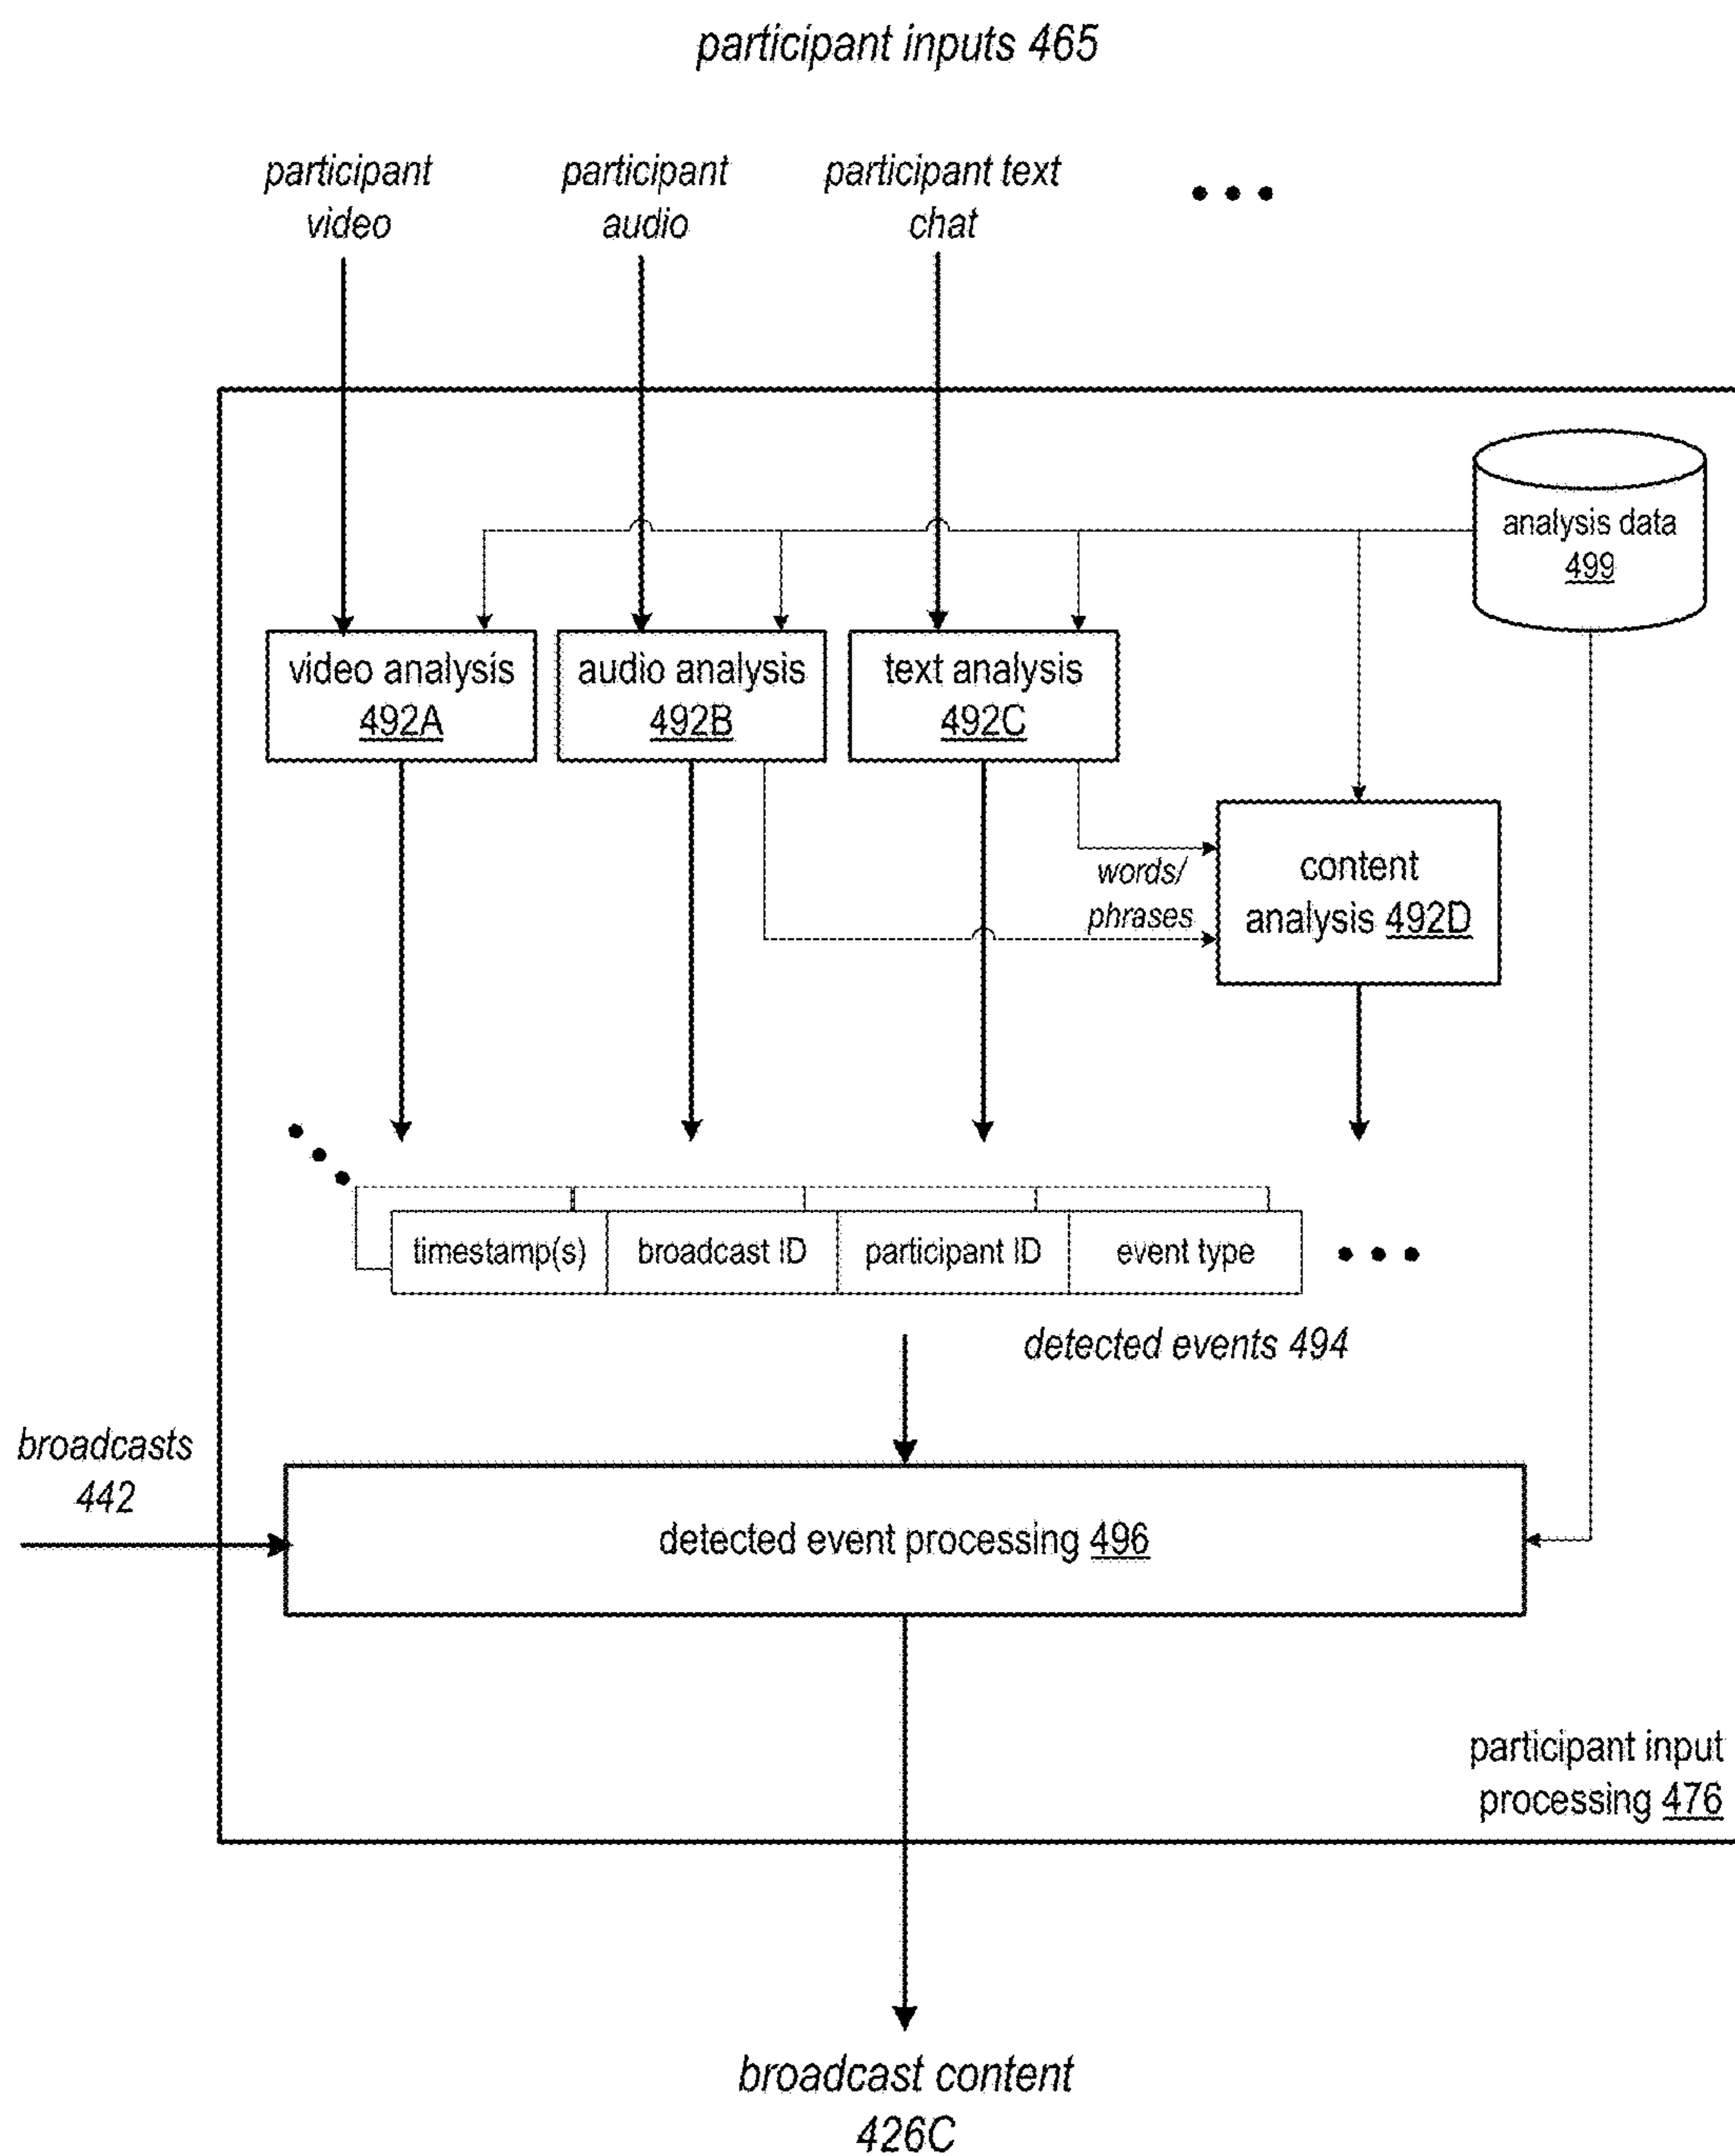 participant inputs 465
participant
video
participant
audio
participant text
chat
analysis data
499
video analysis
492A
audio analysis
492B
text analysis
492C
words/
phrases
content
analysis 492D
timestamp(s)
broadcast ID
participant ID
event type
detected events 494
broadcasts
442
detected event processing 496
participant input
processing 476
broadcast content
426C